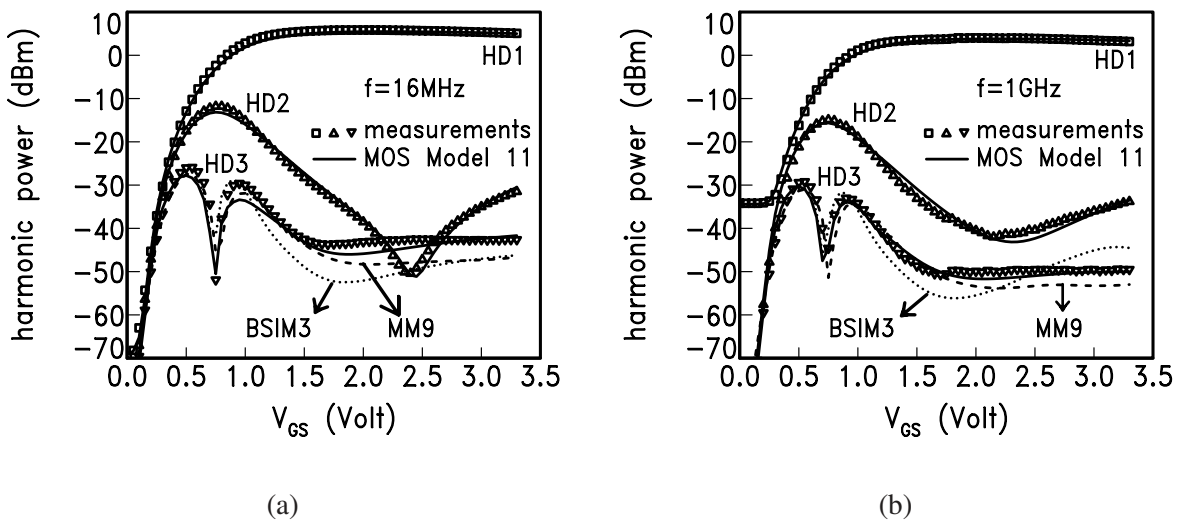 harmonic power (dBm)
10
0
−10
−20
−30
−40
−50
−60
−70
HD1
f=16MHz
HD2
measurements
MOS Model 11
HD3
BSIM3
MM9
0.0 0.5 1.0 1.5 2.0 2.5 3.0 3.5
VGS (Volt)
(a)
harmonic power (dBm)
10
0
−10
−20
−30
−40
−50
−60
−70
HD1
f=1GHz
HD2
measurements
MOS Model 11
HD3
BSIM3
MM9
0.0 0.5 1.0 1.5 2.0 2.5 3.0 3.5
VGS (Volt)
(b)